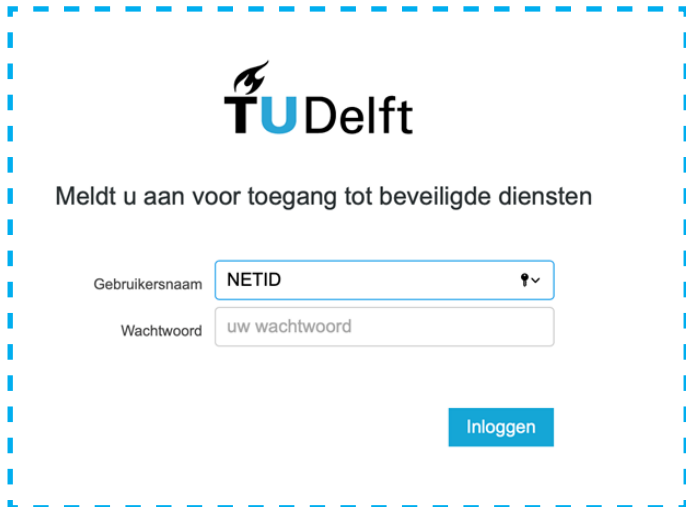 TUDelft
Meldt u aan voor toegang tot beveiligde diensten
Gebruikersnaam NETID
Wachtwoord uw wachtwoord
Inloggen